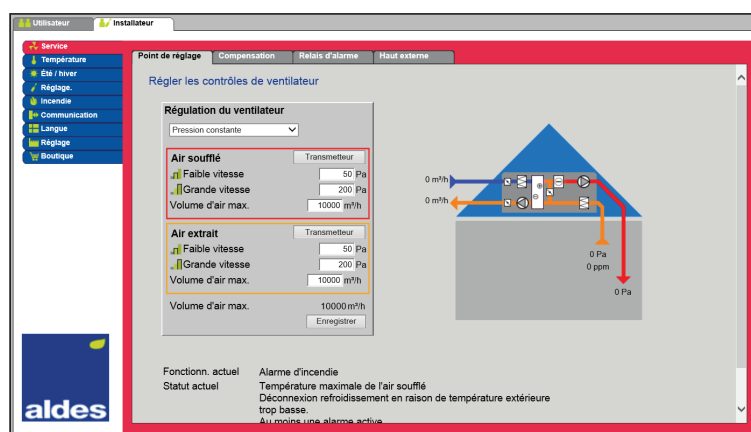 Utilisateur
Installateur
Service
Température
Été / hiver
Réglage.
Incendie
Communication
Langue
Réglage
Boutique
Point de réglage
Compensation
Relais d'alarme
Haut externe
Régler les contrôles de ventilateur
Régulation du ventilateur
Pression constante
Air soufflé
Transmetteur
Faible vitesse 50 Pa
Grande vitesse 200 Pa
Volume d'air max. 10000 m³/h
Air extrait
Transmetteur
Faible vitesse 50 Pa
Grande vitesse 200 Pa
Volume d'air max. 10000 m³/h
Volume d'air max. 10000 m³/h
Enregistrer
0 m³/h
0 m³/h
0 Pa
0 ppm
0 Pa
Fonctionn. actuel Alarme d'incendie
Statut actuel Température maximale de l'air soufflé
Déconnexion refroidissement en raison de température extérieure
trop basse.
Au moins une alarme active
aldes